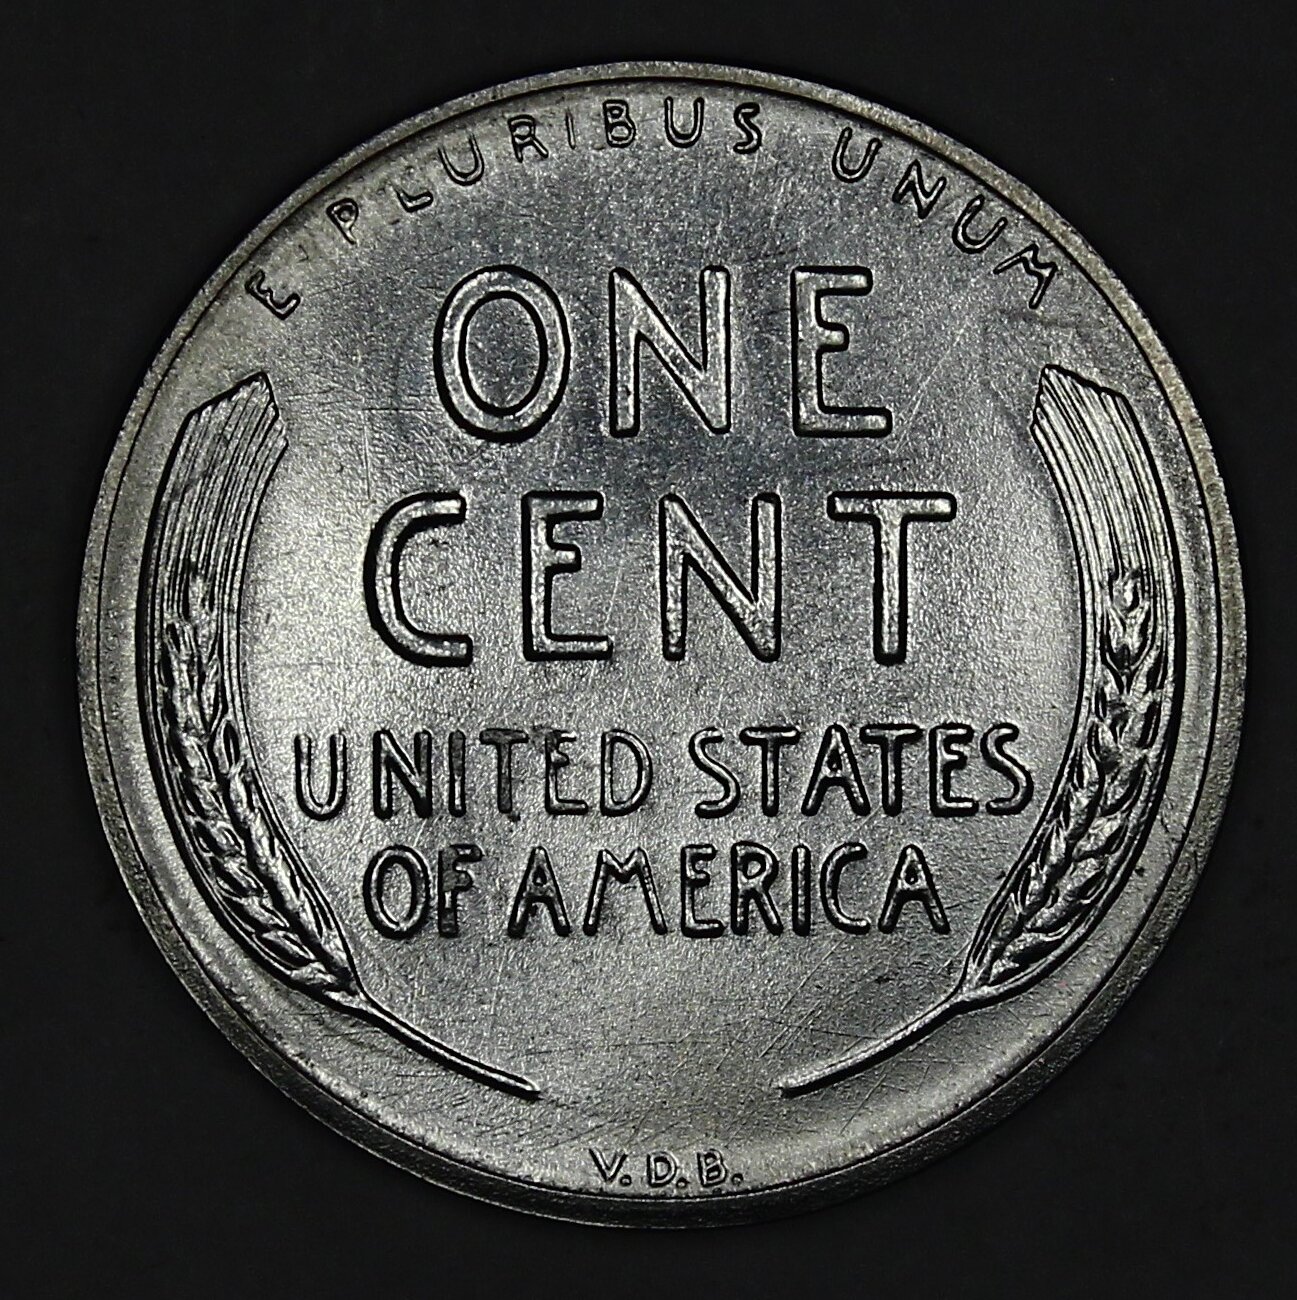 E PLURIBUS UNUM
ONE
CENT
UNITED STATES
OF AMERICA
V.D.B.